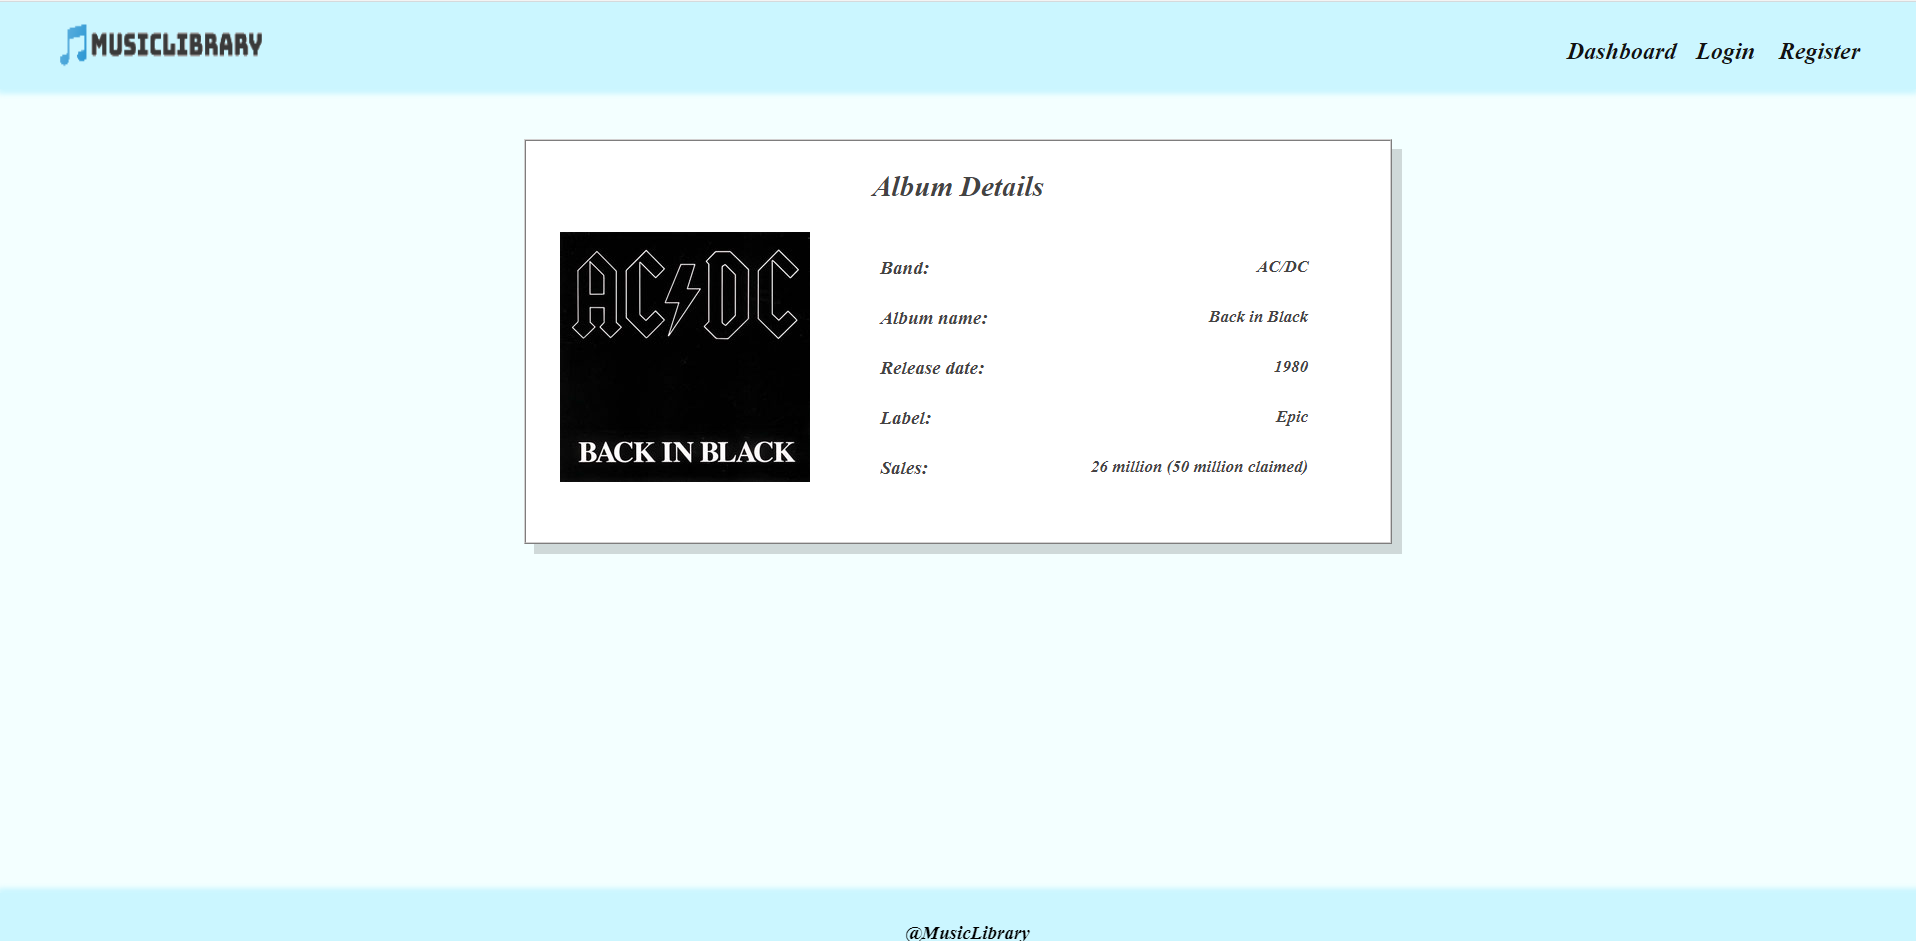 MUSICLIBRARY
Dashboard Login Register
Album Details
AC/DC
BACK IN BLACK
Band: AC/DC
Album name: Back in Black
Release date: 1980
Label: Epic
Sales: 26 million (50 million claimed)
@MusicLibrary